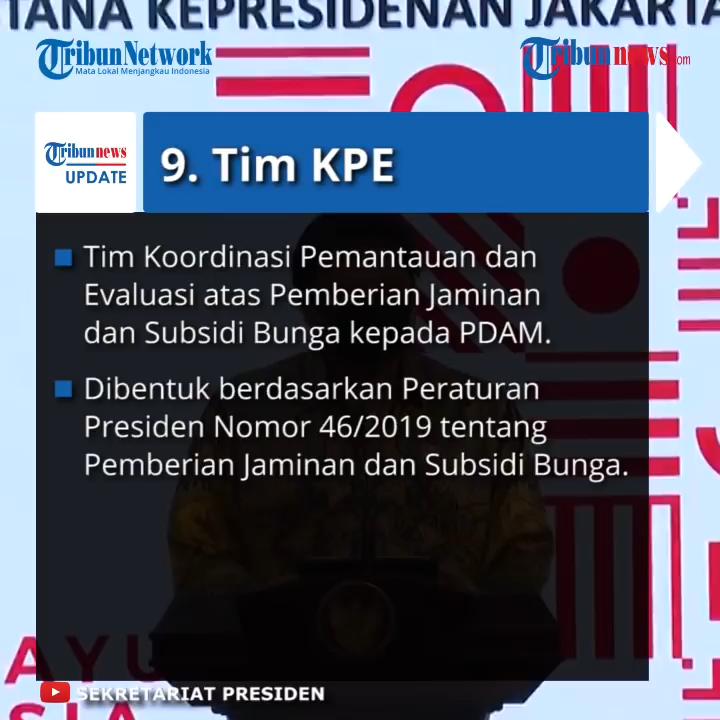 TANA KEPRESIDENAN JAKARTA
TribunNetwork
Mata Lokal Menjangkau Indonesia
Tribunnews.com
Tribunnews
UPDATE
9. Tim KPE
Tim Koordinasi Pemantauan dan
Evaluasi atas Pemberian Jaminan
dan Subsidi Bunga kepada PDAM.
Dibentuk berdasarkan Peraturan
Presiden Nomor 46/2019 tentang
Pemberian Jaminan dan Subsidi Bunga.
AYU
SIA
SEKRETARIAT PRESIDEN